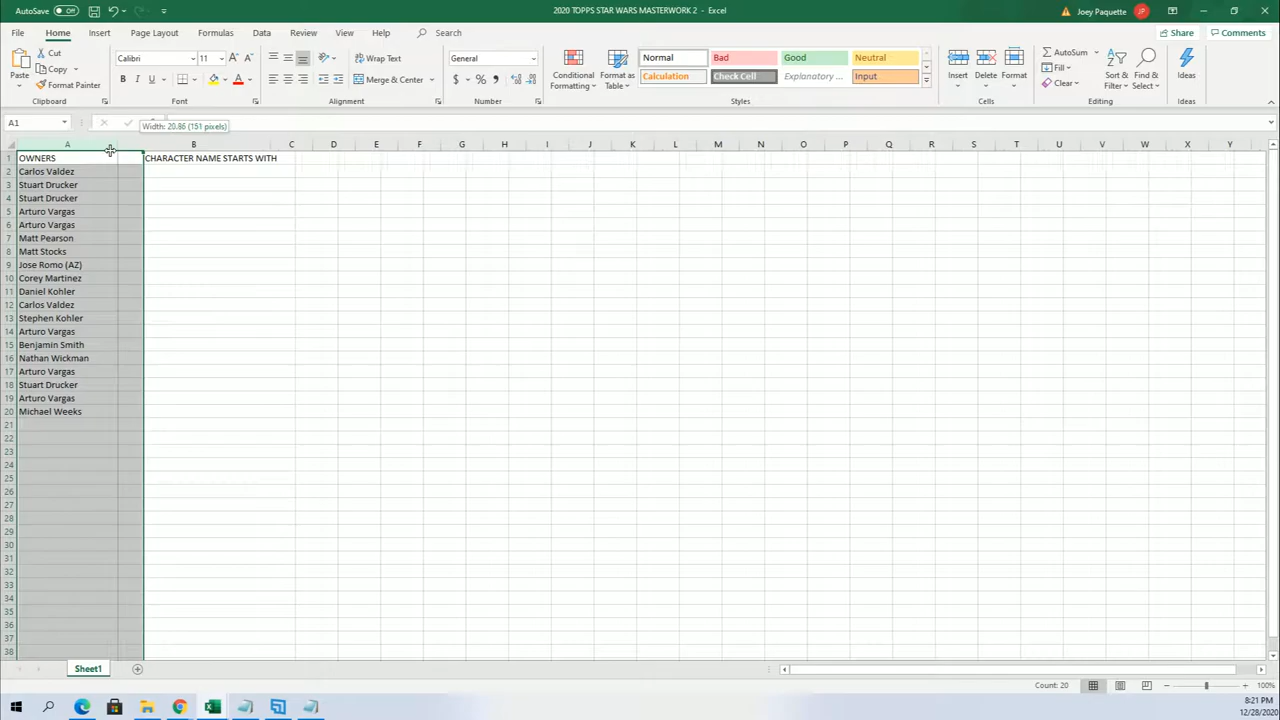 AutoSave Off
2020 TOPPS STAR WARS MASTERWORK 2 - Excel
Joey Paquette JP
File Home Insert Page Layout Formulas Data Review View Help Search Share Comments
Paste Cut Copy Format Painter
Calibri 11
Wrap Text
Merge & Center
General
Conditional Formatting
Format as Table
Normal Bad Good Neutral
Calculation Check Cell Explanatory ... Input
Insert Delete Format
AutoSum Fill Clear
Sort & Filter
Find & Select
Ideas
Clipboard Font Alignment Number Styles Cells Editing Ideas
A1
Width: 20.86 (151 pixels)
A B C D E F G H I J K L M N O P Q R S T U V W X Y
1 OWNERS CHARACTER NAME STARTS WITH
2 Carlos Valdez
3 Stuart Drucker
4 Stuart Drucker
5 Arturo Vargas
6 Arturo Vargas
7 Matt Pearson
8 Matt Stocks
9 Jose Romo (AZ)
10 Corey Martinez
11 Daniel Kohler
12 Carlos Valdez
13 Stephen Kohler
14 Arturo Vargas
15 Benjamin Smith
16 Nathan Wickman
17 Arturo Vargas
18 Stuart Drucker
19 Arturo Vargas
20 Michael Weeks
21
22
23
24
25
26
27
28
29
30
31
32
33
34
35
36
37
38
Sheet1
Count: 20 100%
8:21 PM
12/28/2020